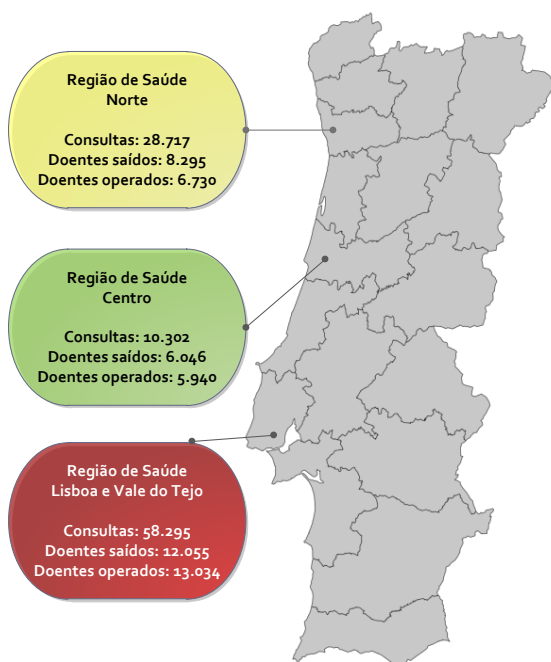 Região de Saúde
Norte
Consultas: 28.717
Doentes saídos: 8.295
Doentes operados: 6.730
Região de Saúde
Centro
Consultas: 10.302
Doentes saídos: 6.046
Doentes operados: 5.940
Região de Saúde
Lisboa e Vale do Tejo
Consultas: 58.295
Doentes saídos: 12.055
Doentes operados: 13.034